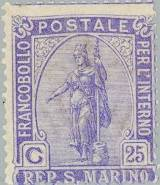 POSTALE
FRANCOBOLLO
PER L'INTERNO
C 25
REP. S. MARINO